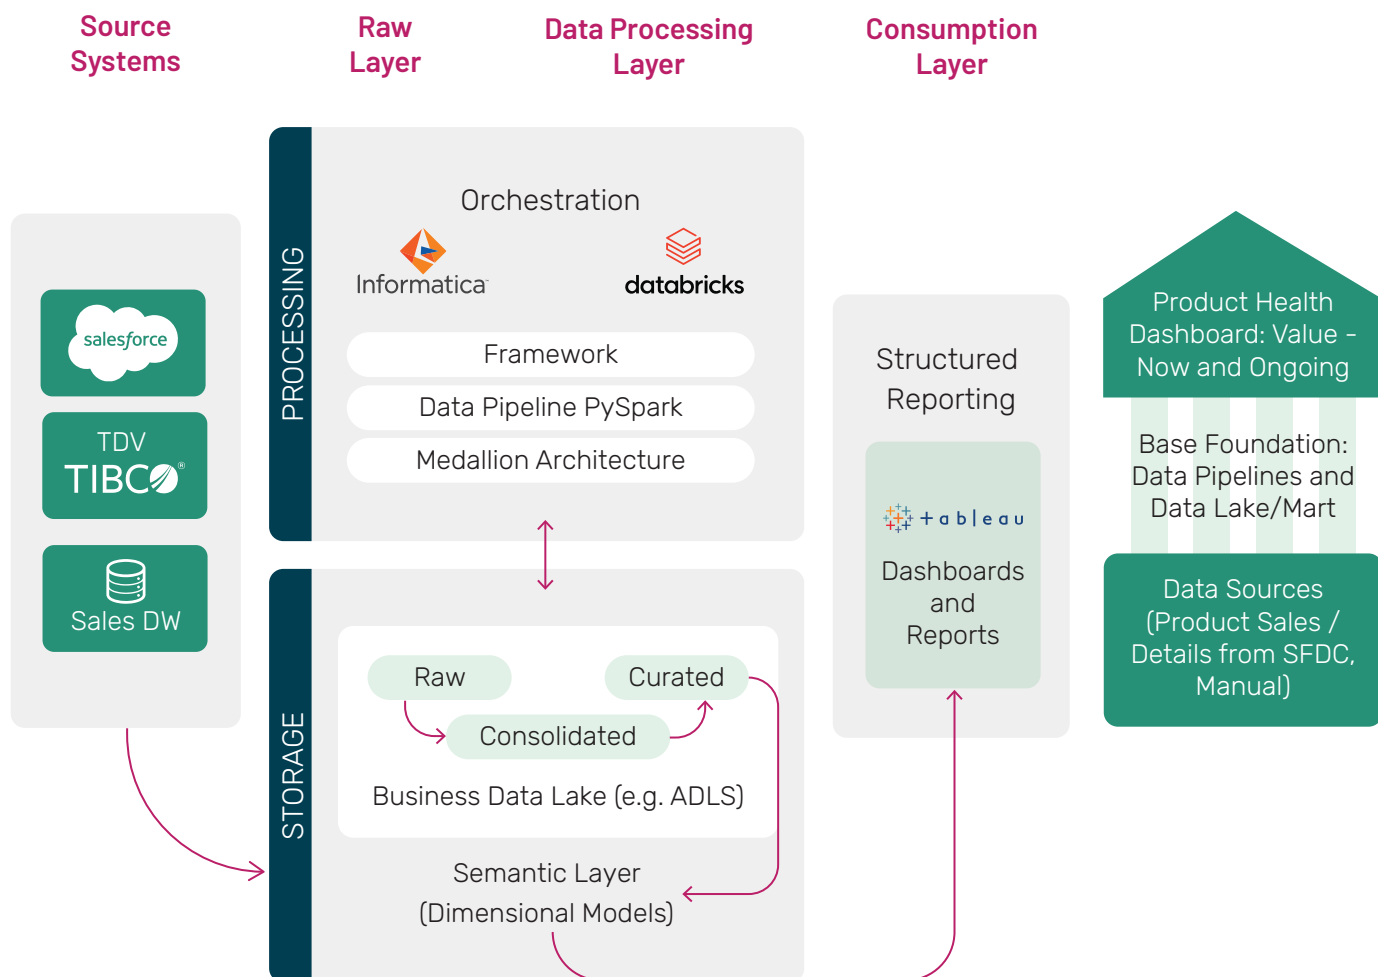 Source
Systems
Raw
Layer
Data Processing
Layer
Consumption
Layer
salesforce
TDV
TIBCO®
Sales DW
PROCESSING
Orchestration
Informatica
databricks
Framework
Data Pipeline PySpark
Medallion Architecture
STORAGE
Raw
Curated
Consolidated
Business Data Lake (e.g. ADLS)
Semantic Layer
(Dimensional Models)
Structured
Reporting
+ableau
Dashboards
and
Reports
Product Health
Dashboard: Value -
Now and Ongoing
Base Foundation:
Data Pipelines and
Data Lake/Mart
Data Sources
(Product Sales /
Details from SFDC,
Manual)